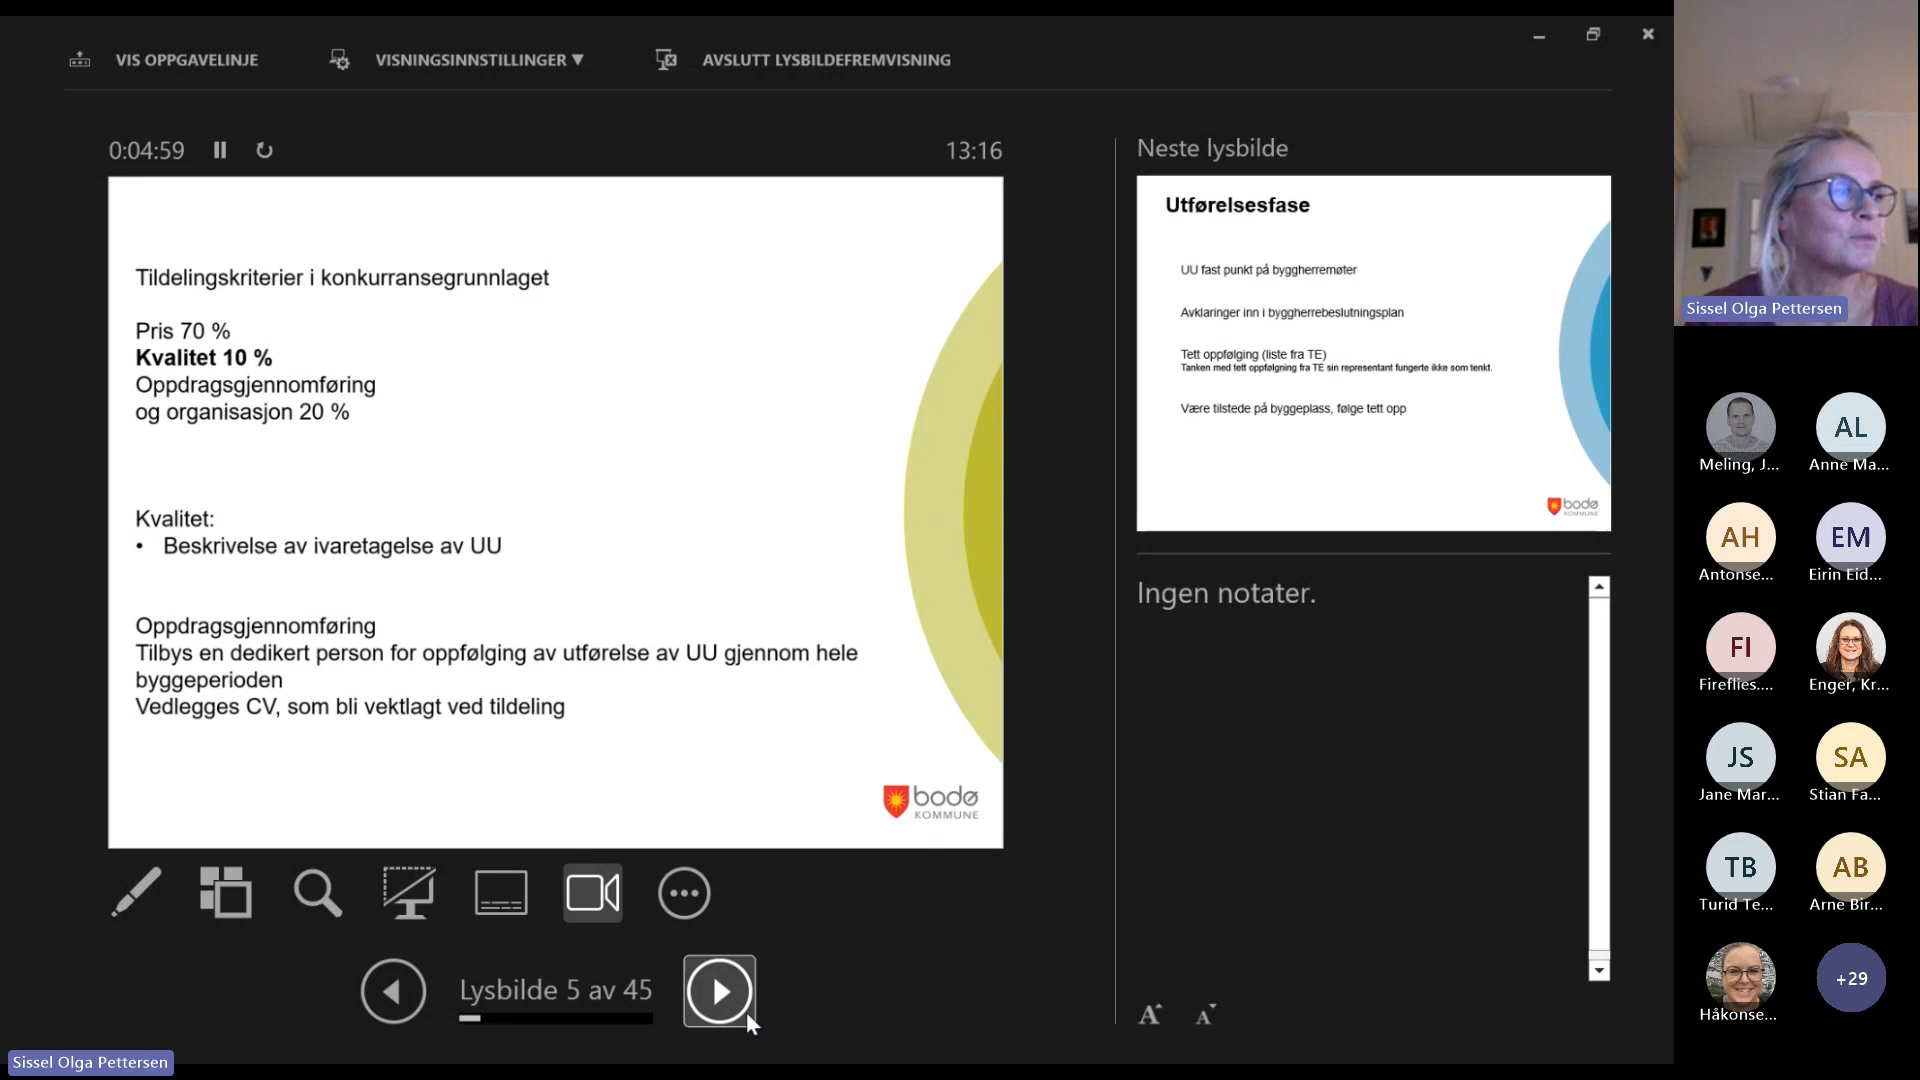 VIS OPPGAVELINJE
VISNINGSINNSTILLINGER ▼
AVSLUTT LYSBILDEFREMVISNING
0:04:59
13:16
Tildelingskriterier i konkurransegrunnlaget
Pris 70 %
Kvalitet 10 %
Oppdragsgjennomføring
og organisasjon 20 %
Kvalitet:
• Beskrivelse av ivaretagelse av UU
Oppdragsgjennomføring
Tilbys en dedikert person for oppfølging av utførelse av UU gjennom hele
byggeperioden
Vedlegges CV, som bli vektlagt ved tildeling
bodø
KOMMUNE
Lysbilde 5 av 45
Neste lysbilde
Utførelsesfase
UU fast punkt på byggherremøter
Avklaringer inn i byggherrebeslutningsplan
Tett oppfølging (liste fra TE)
Tanken med tett oppfølgning fra TE sin representant fungerte ikke som tenkt.
Være tilstede på byggeplass, følge tett opp
bodø
KOMMUNE
Ingen notater.
A A
Sissel Olga Pettersen
Meling, J...
AL
Anne Ma...
AH
Antonse...
EM
Eirin Eid...
FI
Fireflies....
Enger, Kr...
JS
Jane Mar...
SA
Stian Fa...
TB
Turid Te...
AB
Arne Bir...
Håkonse...
+29
Sissel Olga Pettersen